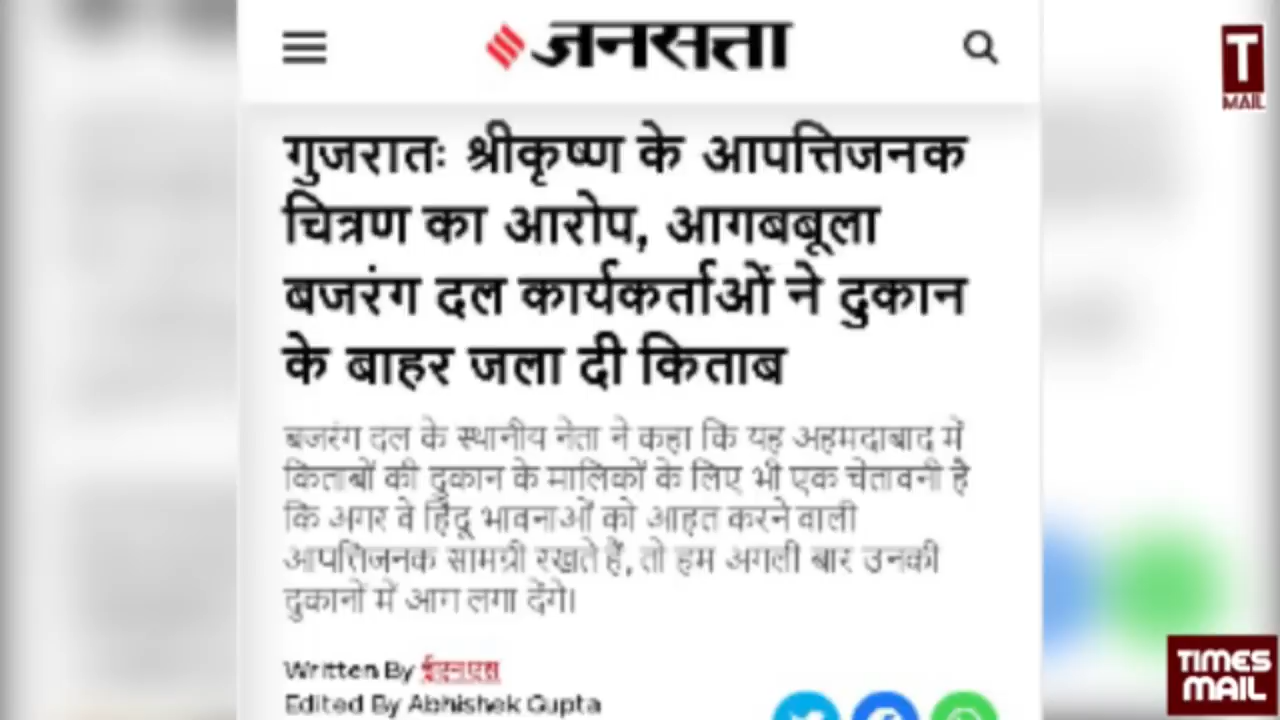 जनसत्ता
T
MAIL
गुजरातः श्रीकृष्ण के आपत्तिजनक
चित्रण का आरोप, आगबबूला
बजरंग दल कार्यकर्ताओं ने दुकान
के बाहर जला दी किताब
बजरंग दल के स्थानीय नेता ने कहा कि यह अहमदाबाद में
किताबों की दुकान के मालिकों के लिए भी एक चेतावनी है
कि अगर वे हिंदू भावनाओं को आहत करने वाली
आपत्तिजनक सामग्री रखते हैं, तो हम अगली बार उनकी
दुकानों में आग लगा देंगे।
Written By ईएनएस
Edited By Abhishek Gupta
TIMES
MAIL